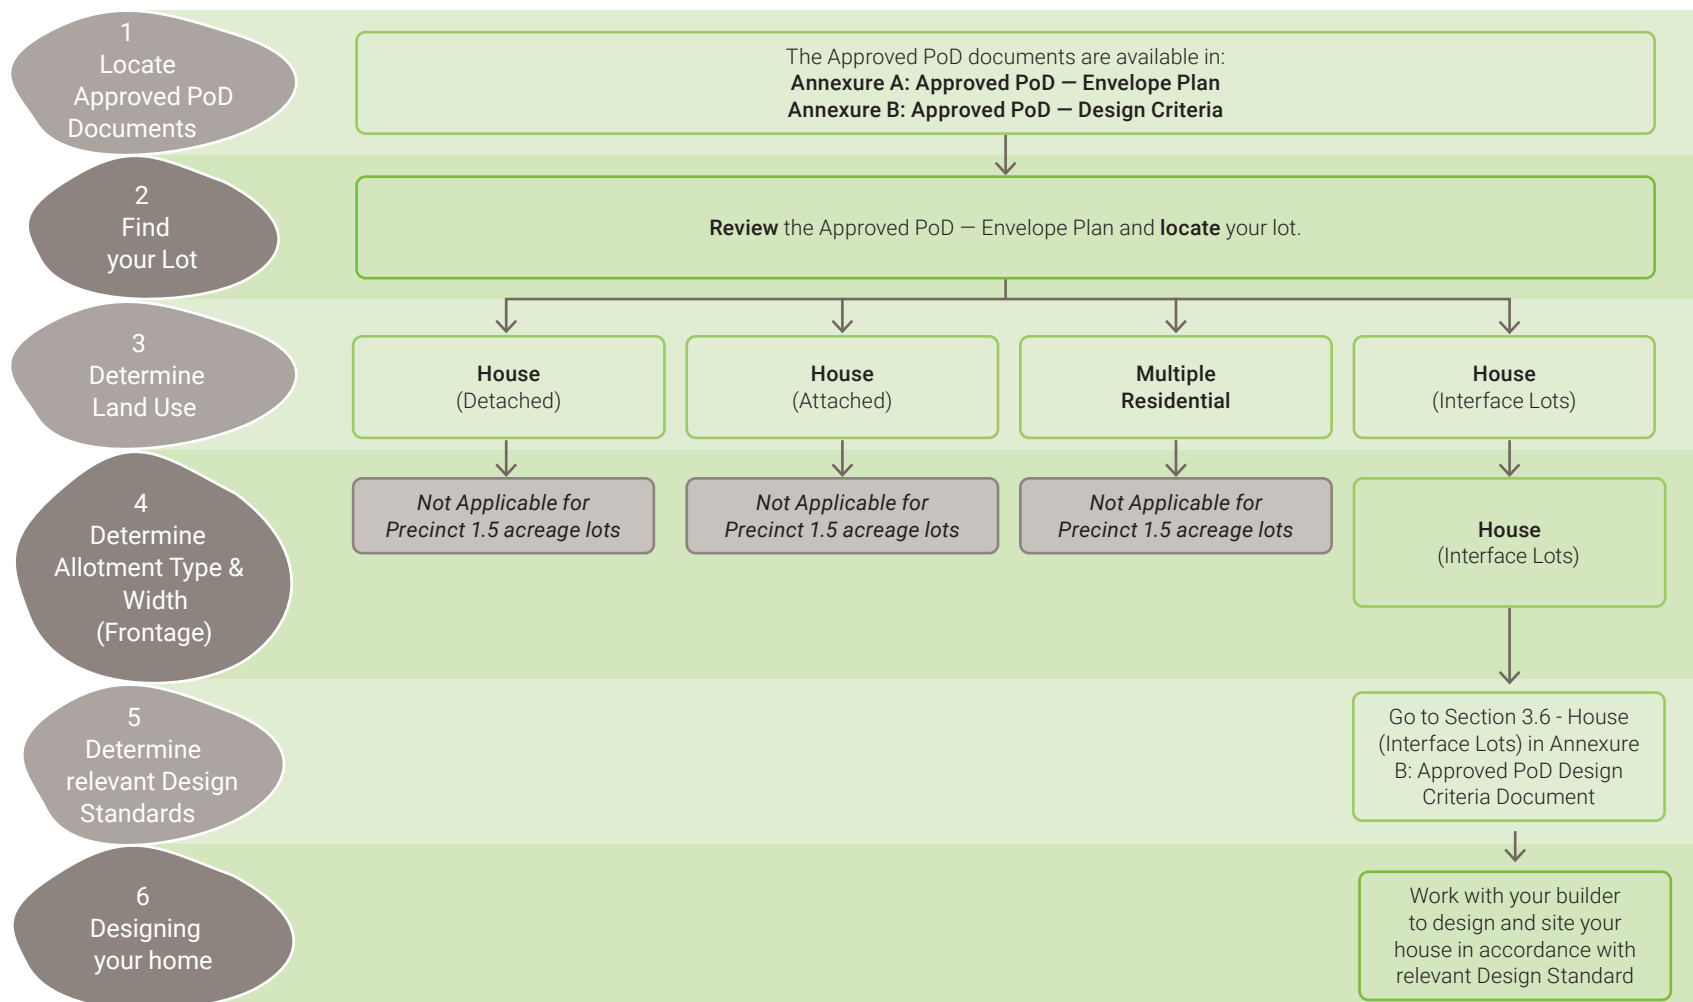 1
Locate
Approved PoD
Documents
The Approved PoD documents are available in:
Annexure A: Approved PoD — Envelope Plan
Annexure B: Approved PoD — Design Criteria
2
Find
your Lot
Review the Approved PoD — Envelope Plan and locate your lot.
3
Determine
Land Use
House
(Detached)
House
(Attached)
Multiple
Residential
House
(Interface Lots)
4
Determine
Allotment Type &
Width
(Frontage)
Not Applicable for
Precinct 1.5 acreage lots
Not Applicable for
Precinct 1.5 acreage lots
Not Applicable for
Precinct 1.5 acreage lots
House
(Interface Lots)
5
Determine
relevant Design
Standards
Go to Section 3.6 - House
(Interface Lots) in Annexure
B: Approved PoD Design
Criteria Document
6
Designing
your home
Work with your builder
to design and site your
house in accordance with
relevant Design Standard